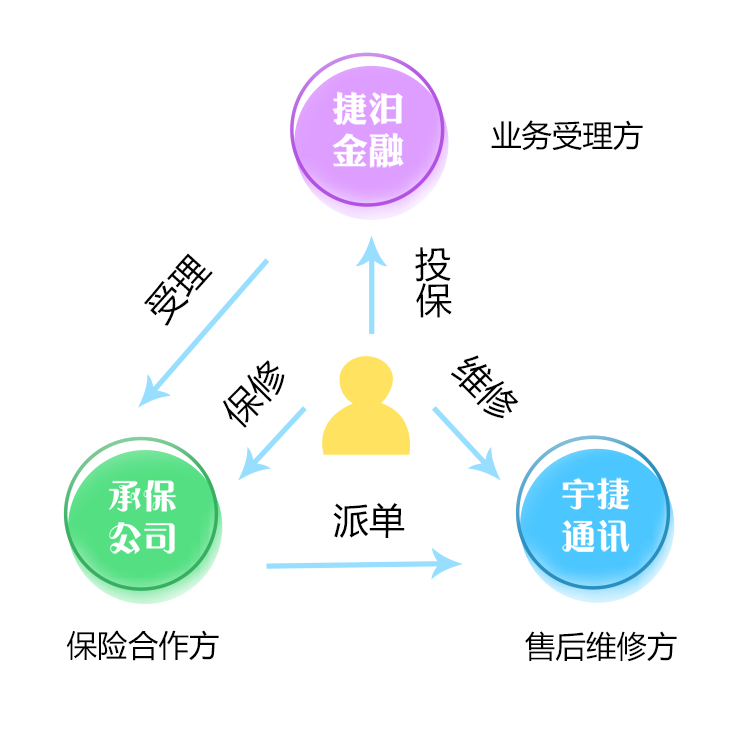 捷汨
金融
业务受理方
受理
投
保
保修
维修
派单
承保
公司
宇捷
通讯
保险合作方
售后维修方